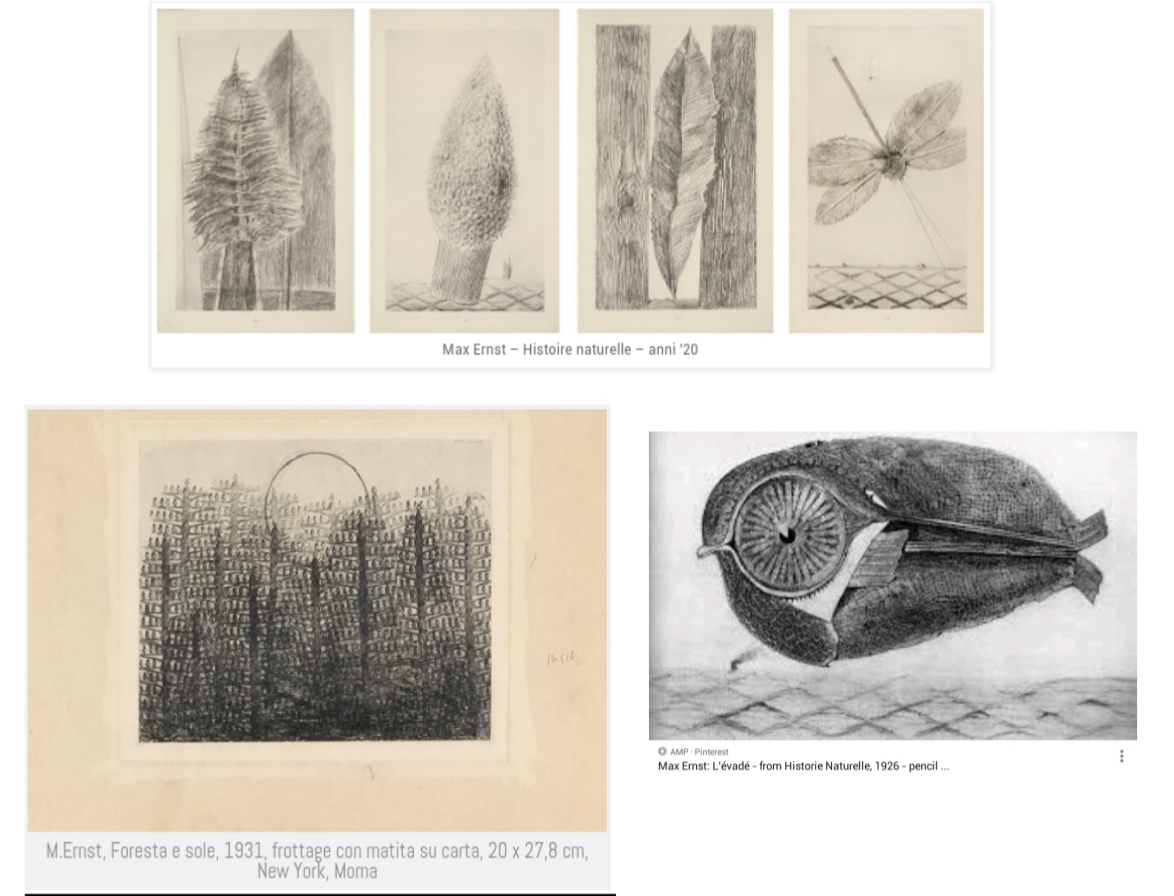 Max Ernst – Histoire naturelle – anni '20
M.Ernst, Foresta e sole, 1931, frottage con matita su carta, 20 x 27,8 cm,
New York, Moma
AMP · Pinterest
Max Ernst: L'évadé - from Historie Naturelle, 1926 - pencil ...